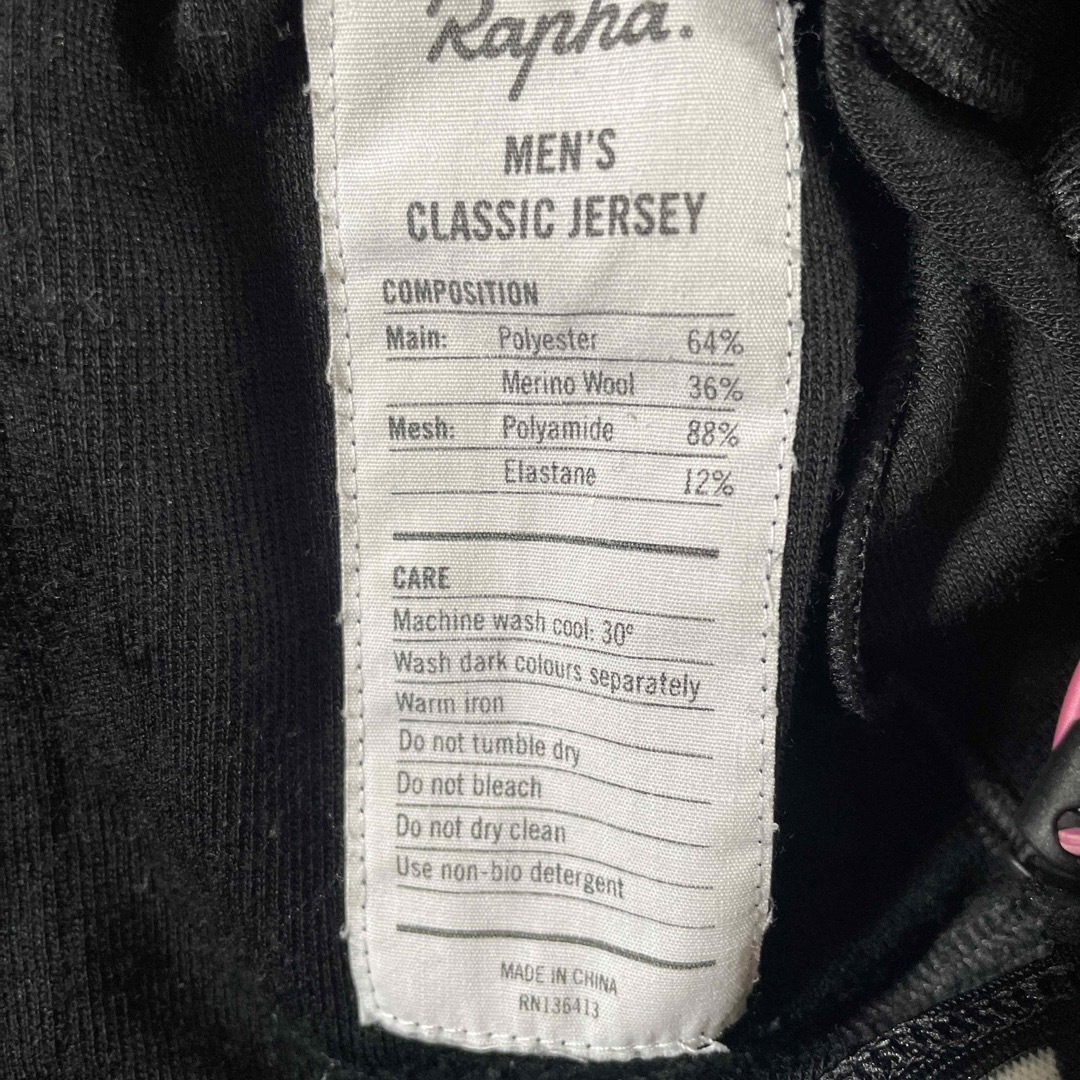 Rapha.
MEN'S
CLASSIC JERSEY
COMPOSITION
Main: Polyester 64%
Merino Wool 36%
Mesh: Polyamide 88%
Elastane 12%
CARE
Machine wash cool: 30°
Wash dark colours separately
Warm iron
Do not tumble dry
Do not bleach
Do not dry clean
Use non-bio detergent
MADE IN CHINA
RN136413